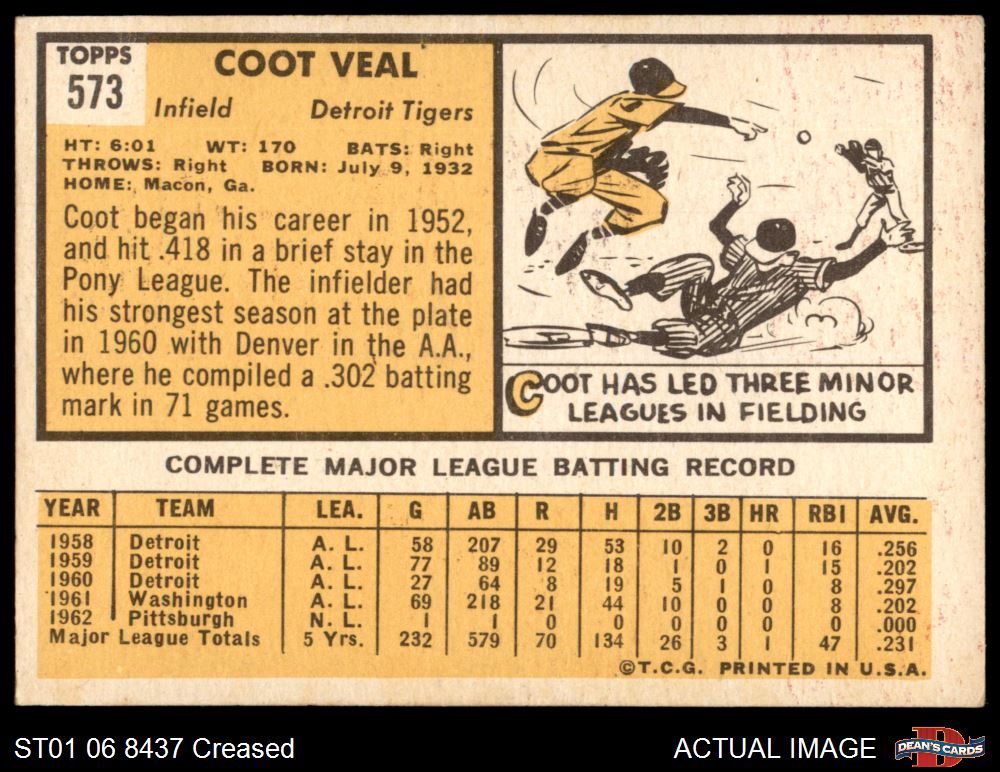 TOPPS
573
COOT VEAL
Infield Detroit Tigers
HT: 6:01 WT: 170 BATS: Right
THROWS: Right BORN: July 9, 1932
HOME: Macon, Ga.
Coot began his career in 1952,
and hit .418 in a brief stay in the
Pony League. The infielder had
his strongest season at the plate
in 1960 with Denver in the A.A.,
where he compiled a .302 batting
mark in 71 games.
COOT HAS LED THREE MINOR
LEAGUES IN FIELDING
COMPLETE MAJOR LEAGUE BATTING RECORD
YEAR TEAM LEA. G AB R H 2B 3B HR RBI AVG.
1958 Detroit A. L. 58 207 29 53 10 2 0 16 .256
1959 Detroit A. L. 77 89 12 18 1 0 1 15 .202
1960 Detroit A. L. 27 64 8 19 5 1 0 8 .297
1961 Washington A. L. 69 218 21 44 10 0 0 8 .202
1962 Pittsburgh N. L. 1 1 0 0 0 0 0 0 .000
Major League Totals 5 Yrs. 232 579 70 134 26 3 1 47 .231
©T.C.G. PRINTED IN U.S.A.
ST01 06 8437 Creased
ACTUAL IMAGE
DEAN'S CARDS